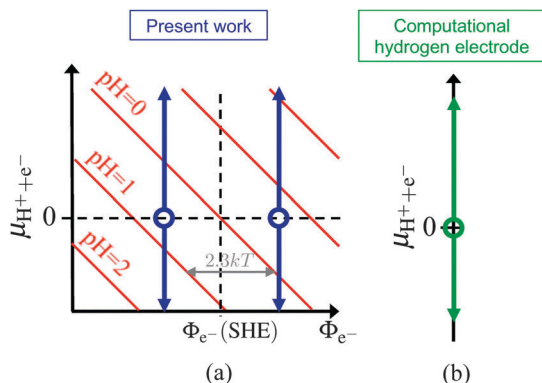 Present work
Computational
hydrogen electrode
pH=0
pH=1
pH=2
μH⁺+e⁻
0
2.3kT
Φe⁻(SHE)
Φe⁻
(a)
μH⁺+e⁻
0
(b)